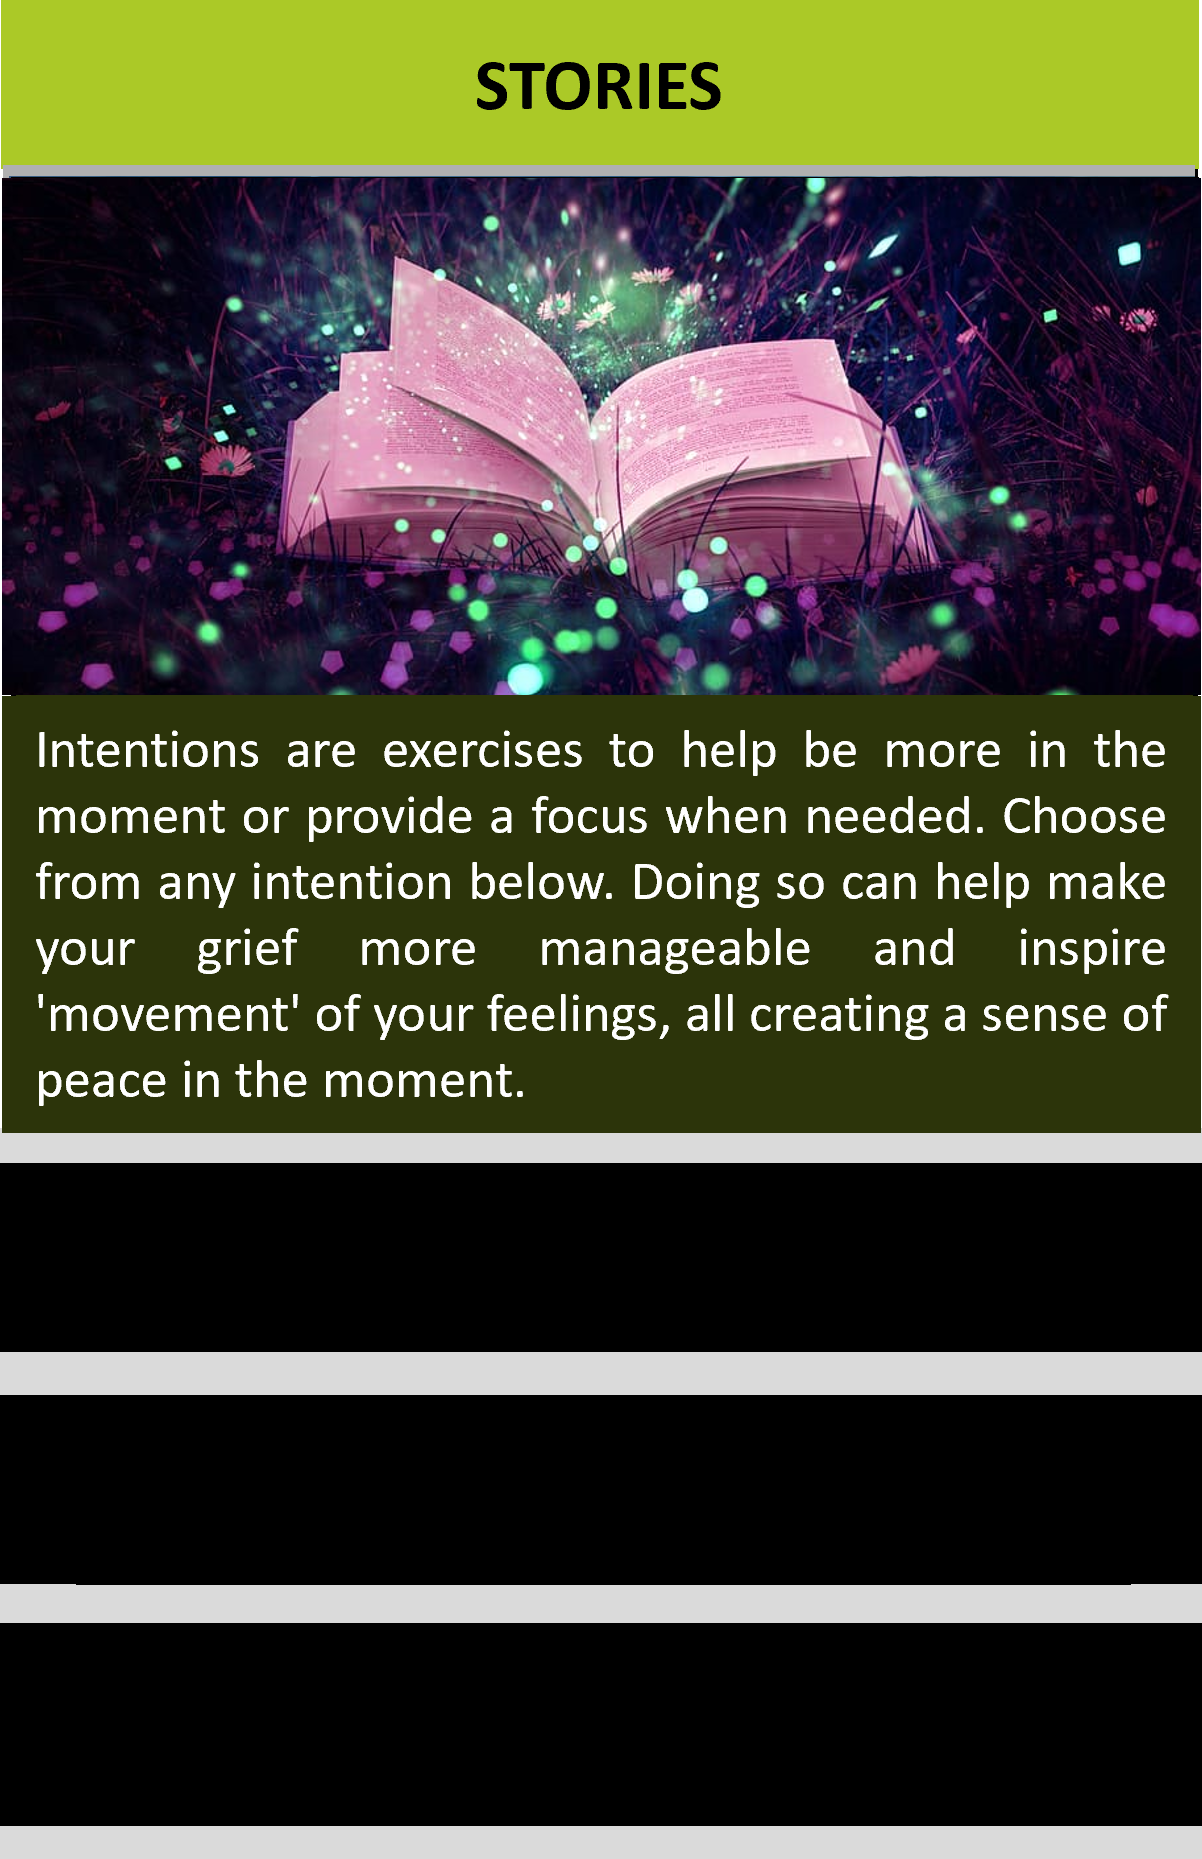 STORIES
Intentions are exercises to help be more in the
moment or provide a focus when needed. Choose
from any intention below. Doing so can help make
your grief more manageable and inspire
'movement' of your feelings, all creating a sense of
peace in the moment.